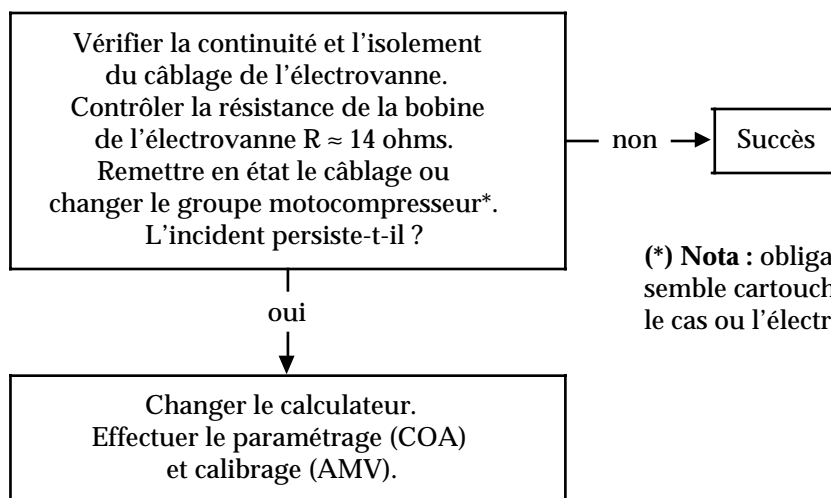 Vérifier la continuité et l’isolement
du câblage de l’électrovanne.
Contrôler la résistance de la bobine
de l’électrovanne R ≈ 14 ohms.
Remettre en état le câblage ou
changer le groupe motocompresseur*.
L’incident persiste-t-il ?
non
Succès
(*) Nota : obliga
semble cartouch
le cas ou l’électr
oui
Changer le calculateur.
Effectuer le paramétrage (COA)
et calibrage (AMV).